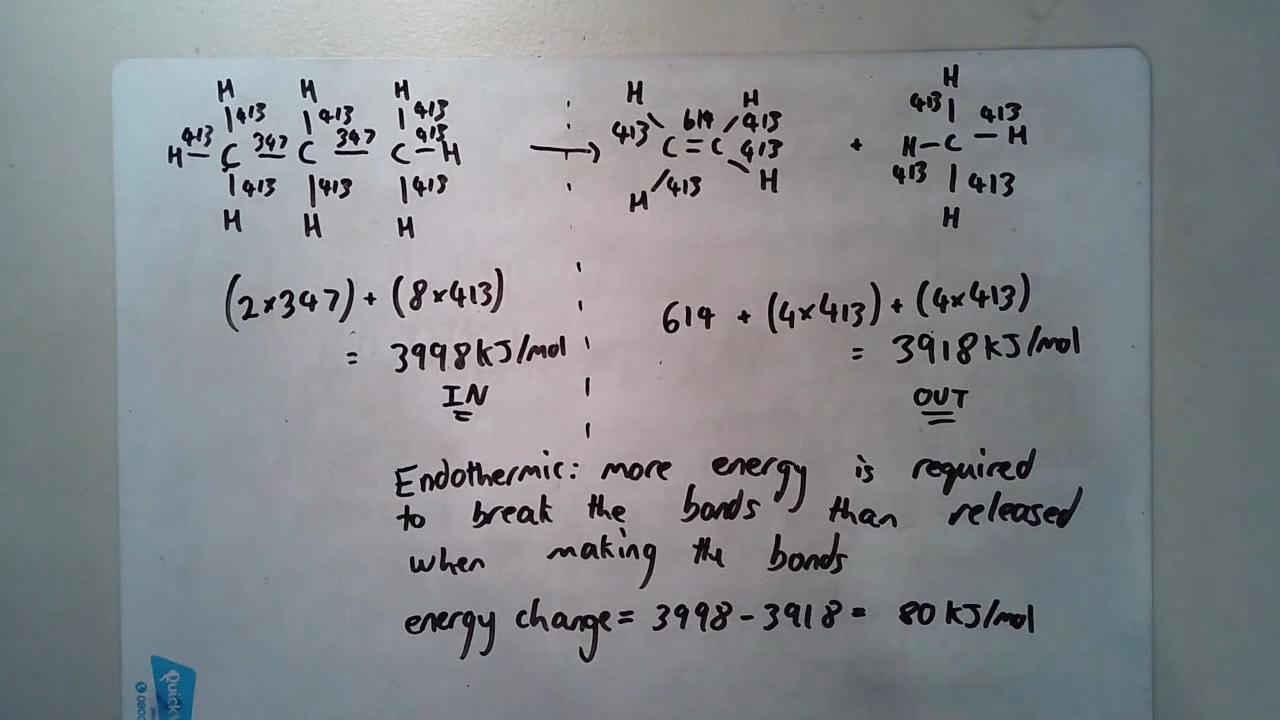 H H H
413 413 413
413 347 347 413
H C C C H
413 413 413
H H H
→
H H
413 614 413
C = C 413
413 H
H
+
H
413 413
H - C - H
413 413
H
(2×347) + (8×413)
= 3998 kJ/mol
IN
614 + (4×413) + (4×413)
= 3918 kJ/mol
OUT
Endothermic: more energy is required
to break the bonds than released
when making the bonds
energy change = 3998 - 3918 = 80 kJ/mol
Quick
0800